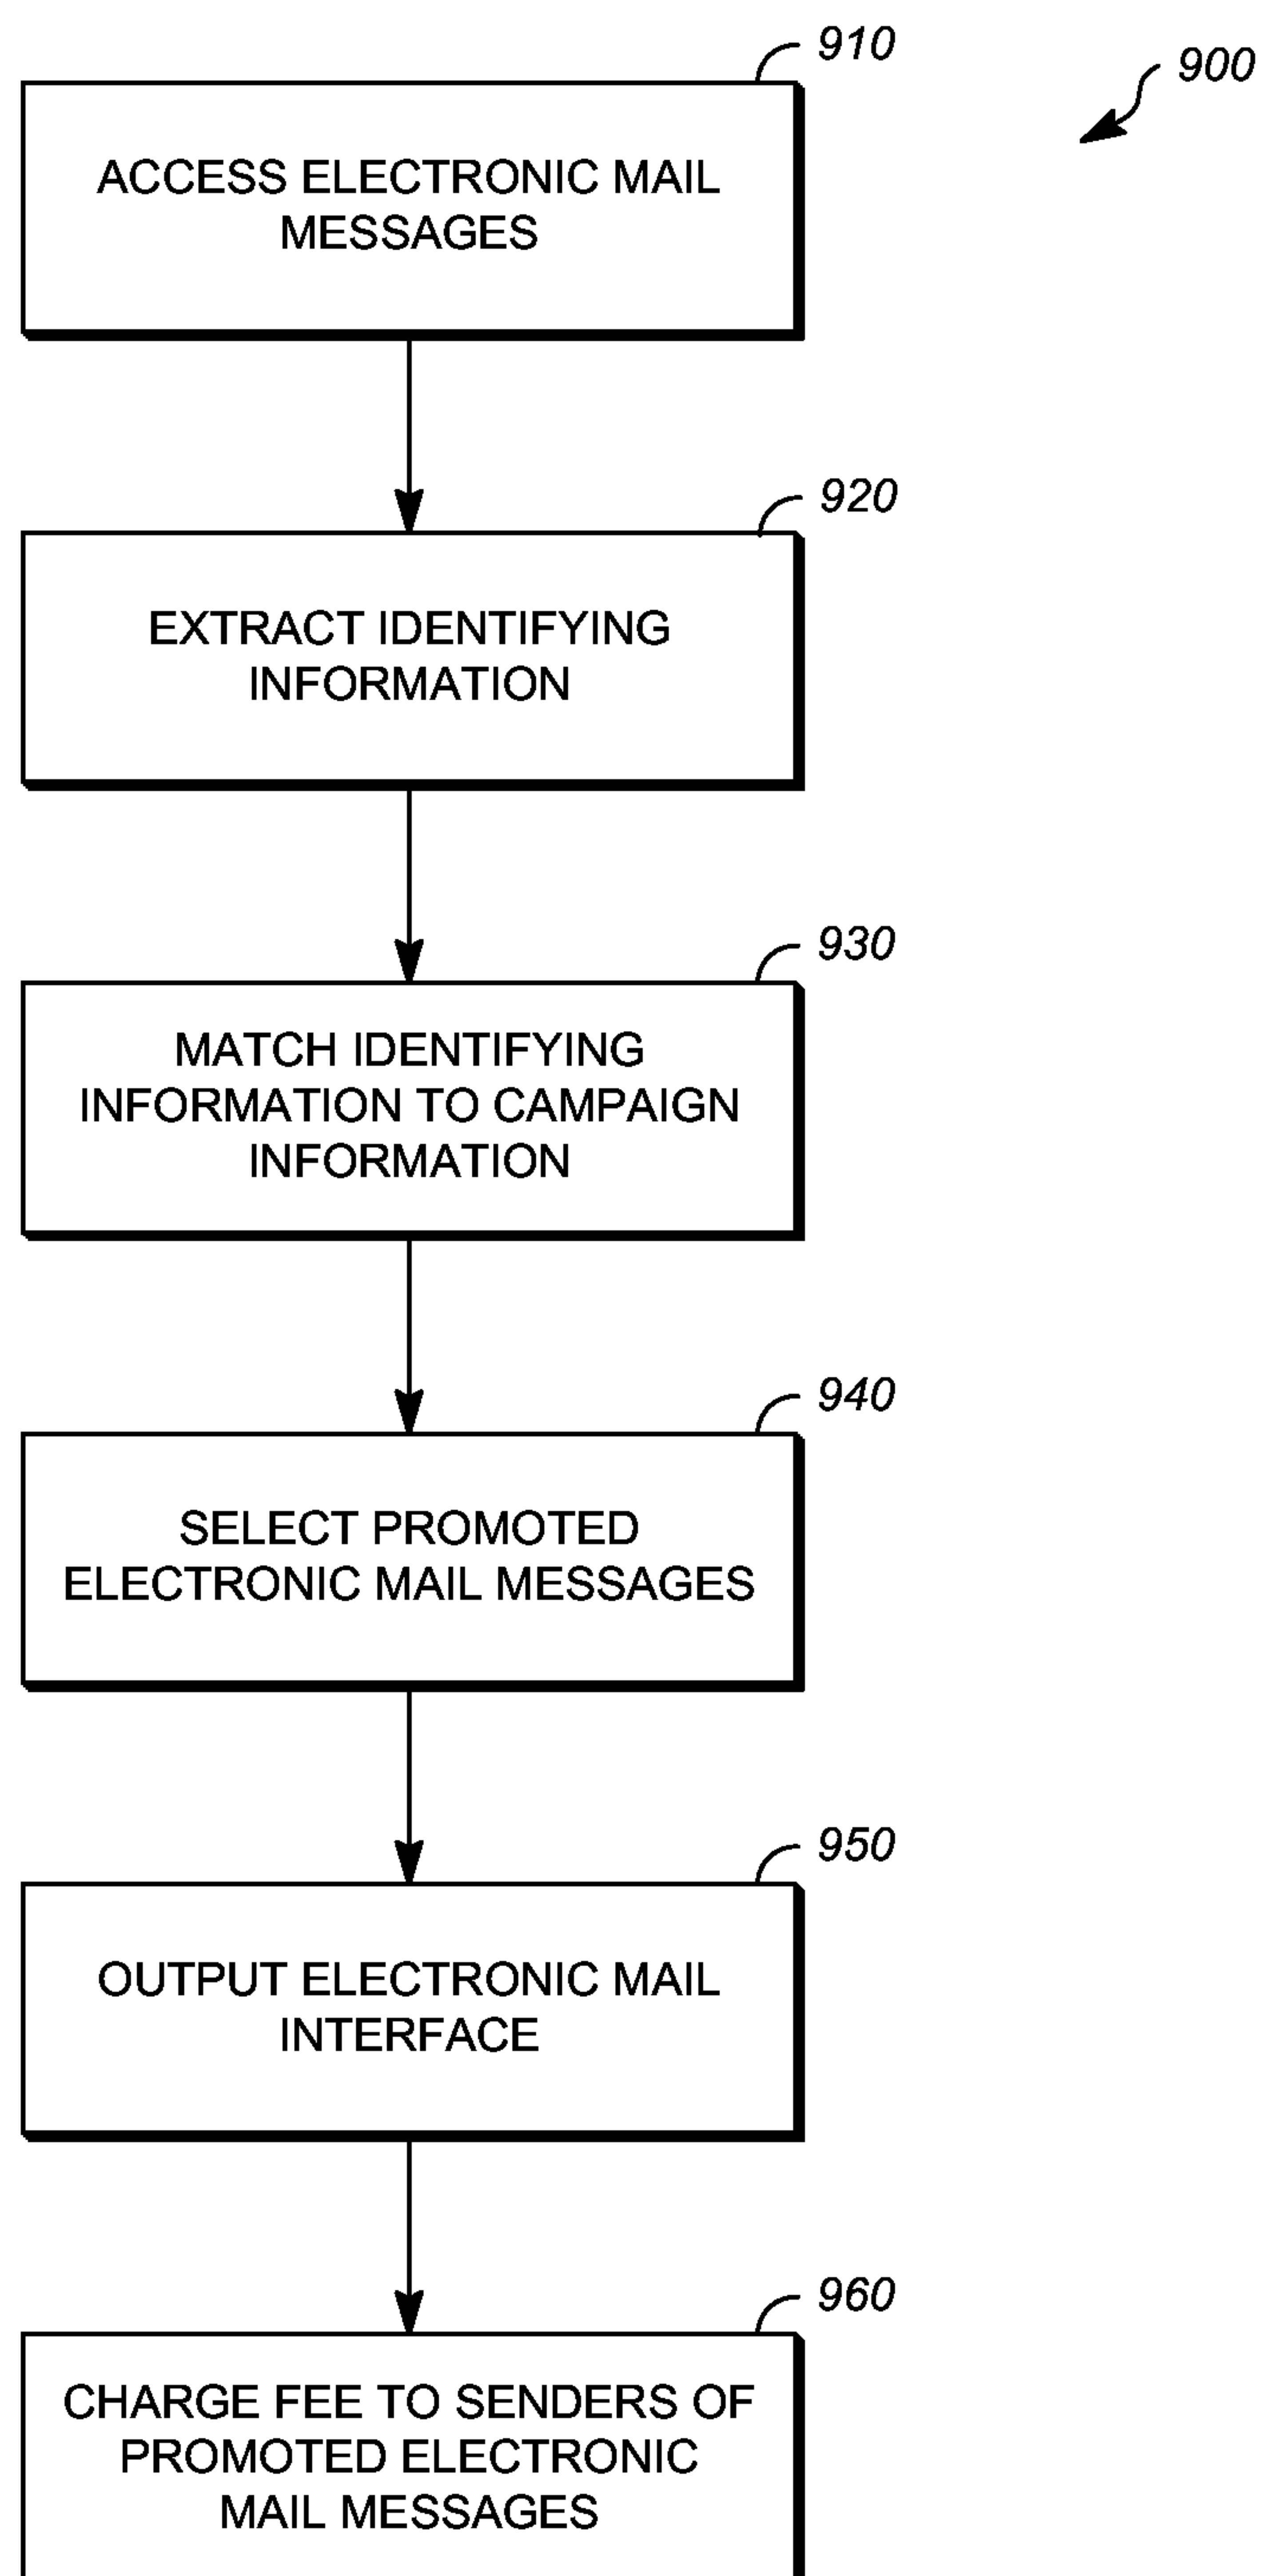 910
900
ACCESS ELECTRONIC MAIL
MESSAGES
920
EXTRACT IDENTIFYING
INFORMATION
930
MATCH IDENTIFYING
INFORMATION TO CAMPAIGN
INFORMATION
940
SELECT PROMOTED
ELECTRONIC MAIL MESSAGES
950
OUTPUT ELECTRONIC MAIL
INTERFACE
960
CHARGE FEE TO SENDERS OF
PROMOTED ELECTRONIC
MAIL MESSAGES